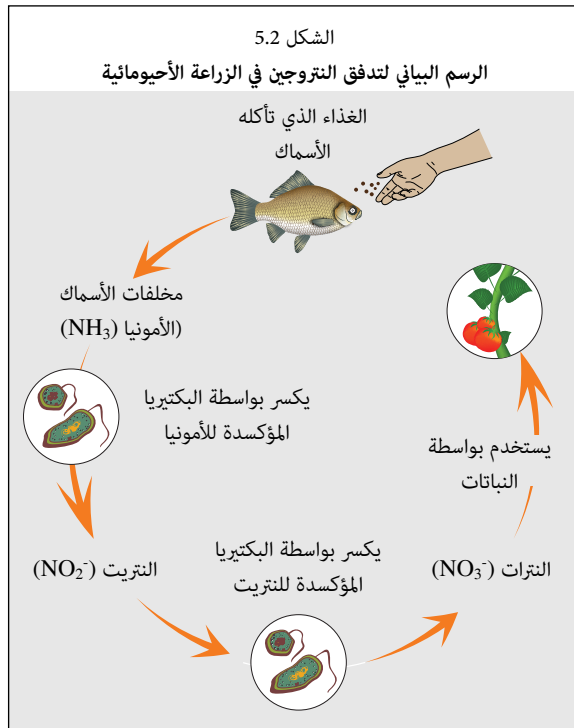 الشكل 5.2
الرسم البياني لتدفق النتروجين في الزراعة الأحيومائية
الغذاء الذي تأكله
الأسماك
مخلفات الأسماك
(الأمونيا (NH₃)
يكسر بواسطة البكتيريا
المؤكسدة للأمونيا
النتريت (NO₂⁻)
يكسر بواسطة البكتيريا
المؤكسدة للنتريت
النترات (NO₃⁻)
يستخدم بواسطة
النباتات